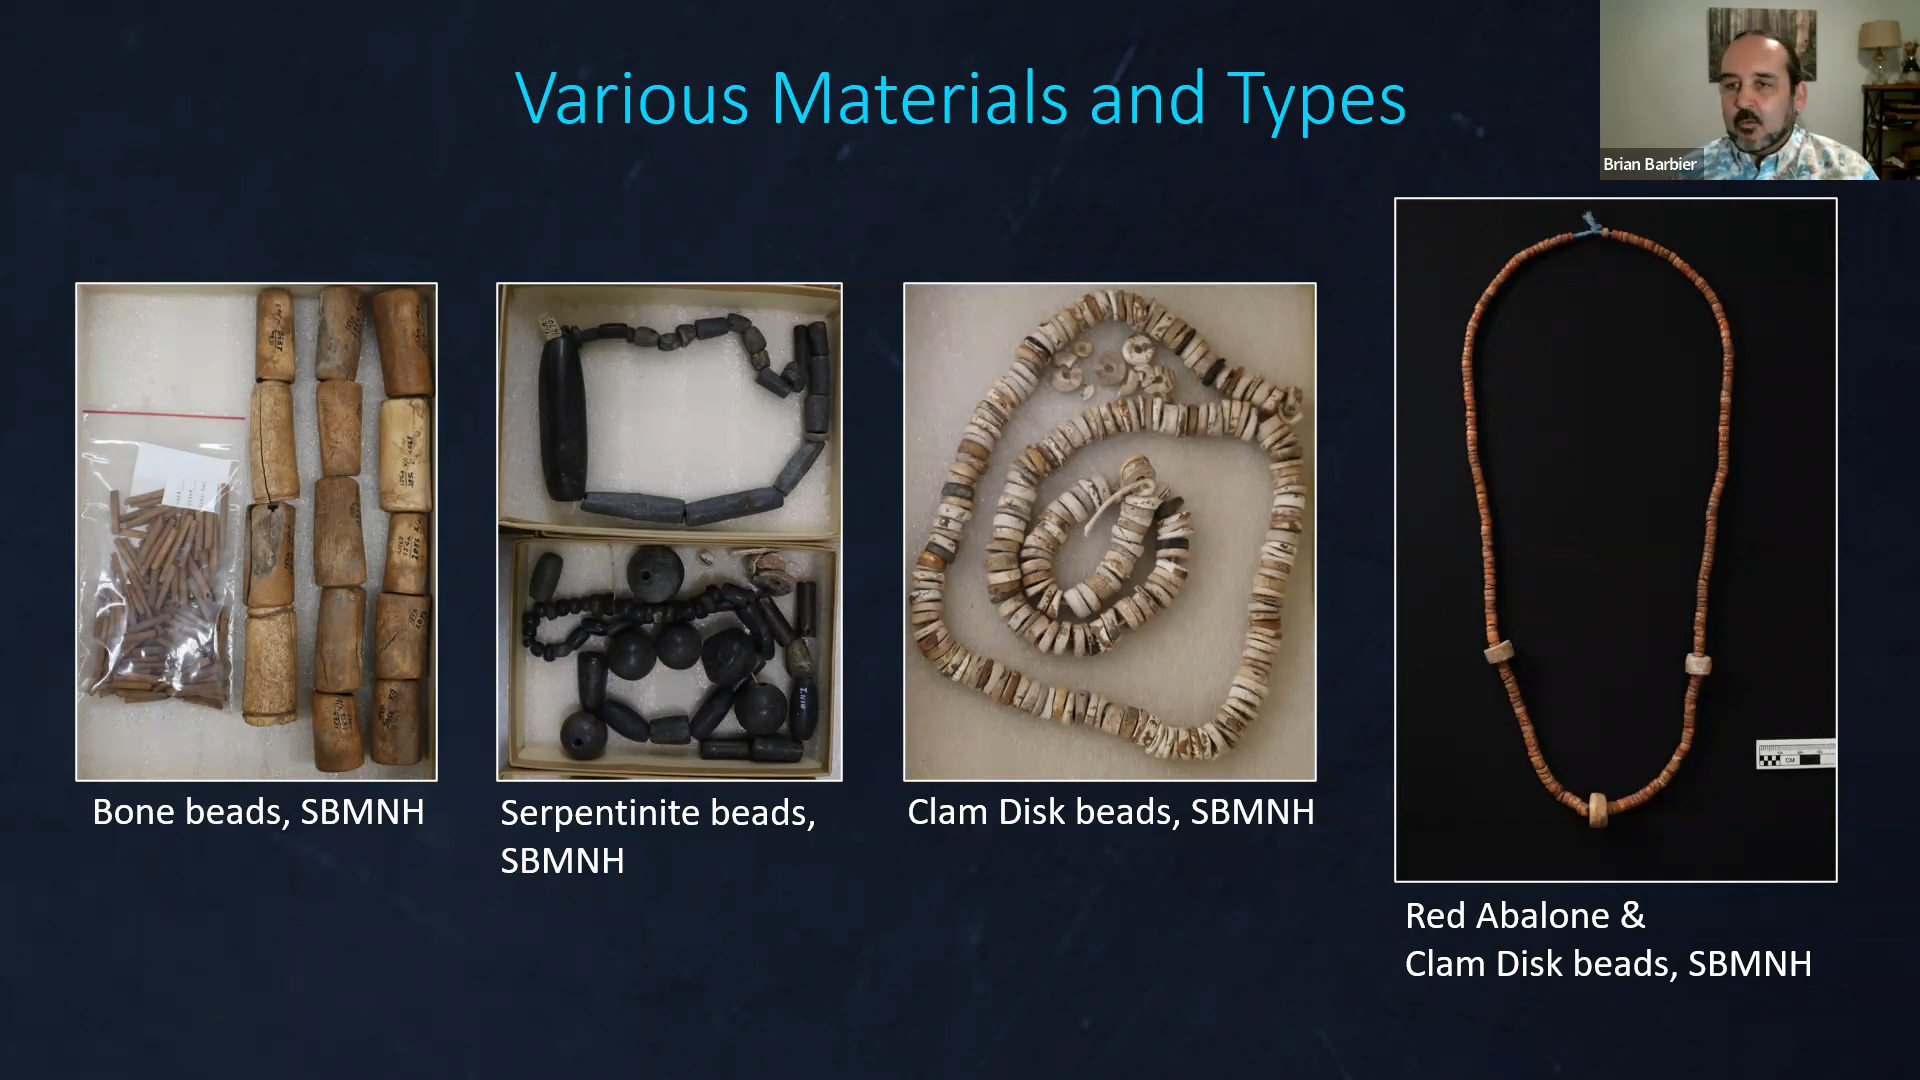 Various Materials and Types
Brian Barbier
Bone beads, SBMNH
Serpentinite beads,
SBMNH
Clam Disk beads, SBMNH
Red Abalone &
Clam Disk beads, SBMNH
CM